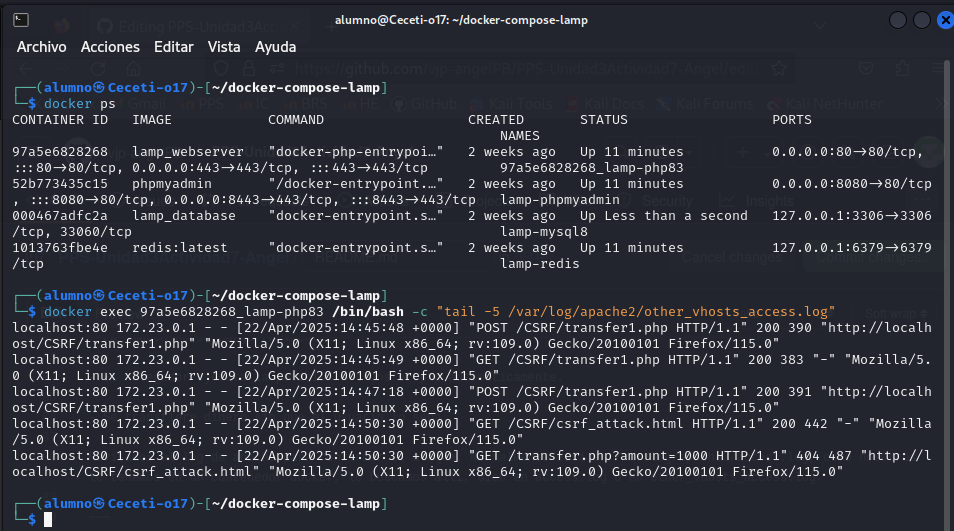 alumno@Ceceti-o17: ~/docker-compose-lamp
Archivo Acciones Editar Vista Ayuda
┌──(alumno㉿Ceceti-o17)-[~/docker-compose-lamp]
└─$ docker ps
CONTAINER ID   IMAGE            COMMAND                  CREATED       STATUS                  PORTS
NAMES
97a5e6828268   lamp_webserver   "docker-php-entrypoi…"   2 weeks ago   Up 11 minutes           0.0.0.0:80->80/tcp,
:::80->80/tcp, 0.0.0.0:443->443/tcp, :::443->443/tcp   97a5e6828268_lamp-php83
52b773435c15   phpmyadmin       "/docker-entrypoint.…"   2 weeks ago   Up 11 minutes           0.0.0.0:8080->80/tcp
, :::8080->80/tcp, 0.0.0.0:8443->443/tcp, :::8443->443/tcp   lamp-phpmyadmin
000467adfc2a   lamp_database    "docker-entrypoint.s…"   2 weeks ago   Up Less than a second   127.0.0.1:3306->3306
/tcp, 33060/tcp   lamp-mysql8
1013763fbe4e   redis:latest     "docker-entrypoint.s…"   2 weeks ago   Up 11 minutes           127.0.0.1:6379->6379
/tcp   lamp-redis
┌──(alumno㉿Ceceti-o17)-[~/docker-compose-lamp]
└─$ docker exec 97a5e6828268_lamp-php83 /bin/bash -c "tail -5 /var/log/apache2/other_vhosts_access.log"
localhost:80 172.23.0.1 - - [22/Apr/2025:14:45:48 +0000] "POST /CSRF/transfer1.php HTTP/1.1" 200 390 "http://localh
ost/CSRF/transfer1.php" "Mozilla/5.0 (X11; Linux x86_64; rv:109.0) Gecko/20100101 Firefox/115.0"
localhost:80 172.23.0.1 - - [22/Apr/2025:14:45:49 +0000] "GET /CSRF/transfer1.php HTTP/1.1" 200 383 "-" "Mozilla/5.
0 (X11; Linux x86_64; rv:109.0) Gecko/20100101 Firefox/115.0"
localhost:80 172.23.0.1 - - [22/Apr/2025:14:47:18 +0000] "POST /CSRF/transfer1.php HTTP/1.1" 200 391 "http://localh
ost/CSRF/transfer1.php" "Mozilla/5.0 (X11; Linux x86_64; rv:109.0) Gecko/20100101 Firefox/115.0"
localhost:80 172.23.0.1 - - [22/Apr/2025:14:50:30 +0000] "GET /CSRF/csrf_attack.html HTTP/1.1" 200 442 "-" "Mozilla
/5.0 (X11; Linux x86_64; rv:109.0) Gecko/20100101 Firefox/115.0"
localhost:80 172.23.0.1 - - [22/Apr/2025:14:50:30 +0000] "GET /transfer.php?amount=1000 HTTP/1.1" 404 487 "http://l
ocalhost/CSRF/csrf_attack.html" "Mozilla/5.0 (X11; Linux x86_64; rv:109.0) Gecko/20100101 Firefox/115.0"
┌──(alumno㉿Ceceti-o17)-[~/docker-compose-lamp]
└─$